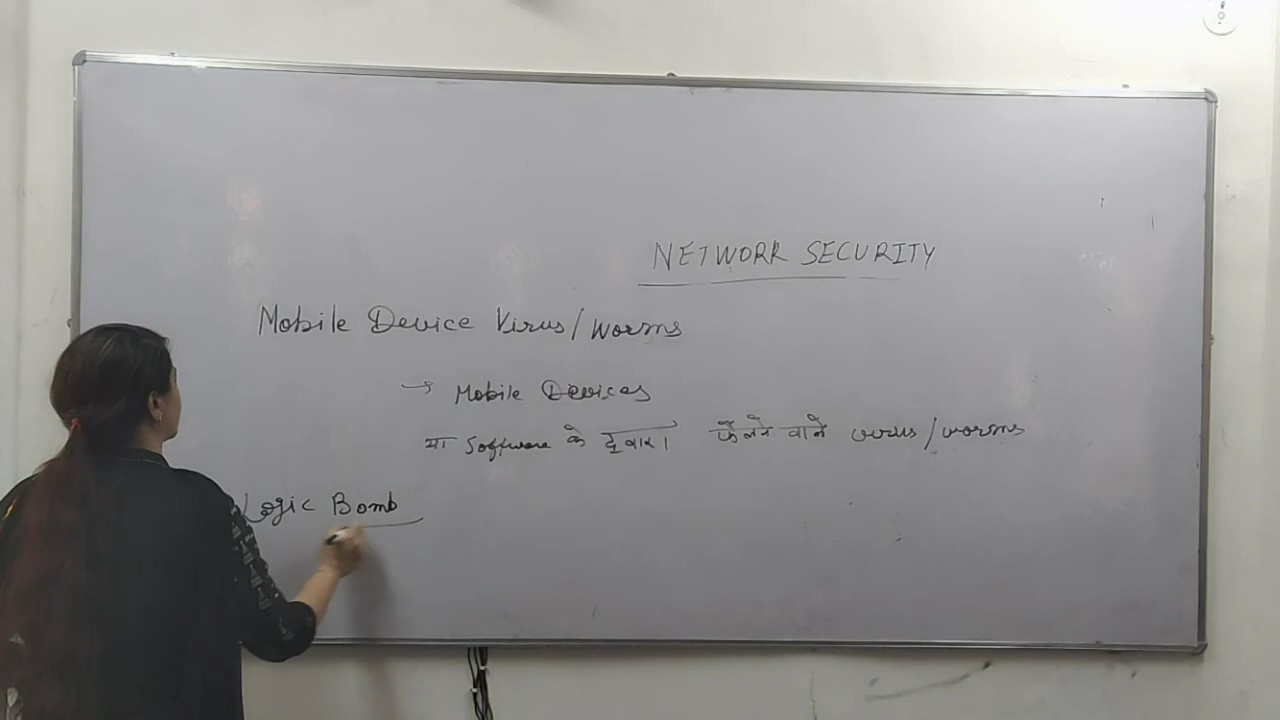 NETWORK SECURITY
Mobile Device Virus/Worms
→ Mobile Devices
या Software के द्वारा फैलने वाले virus/worms
Logic Bomb